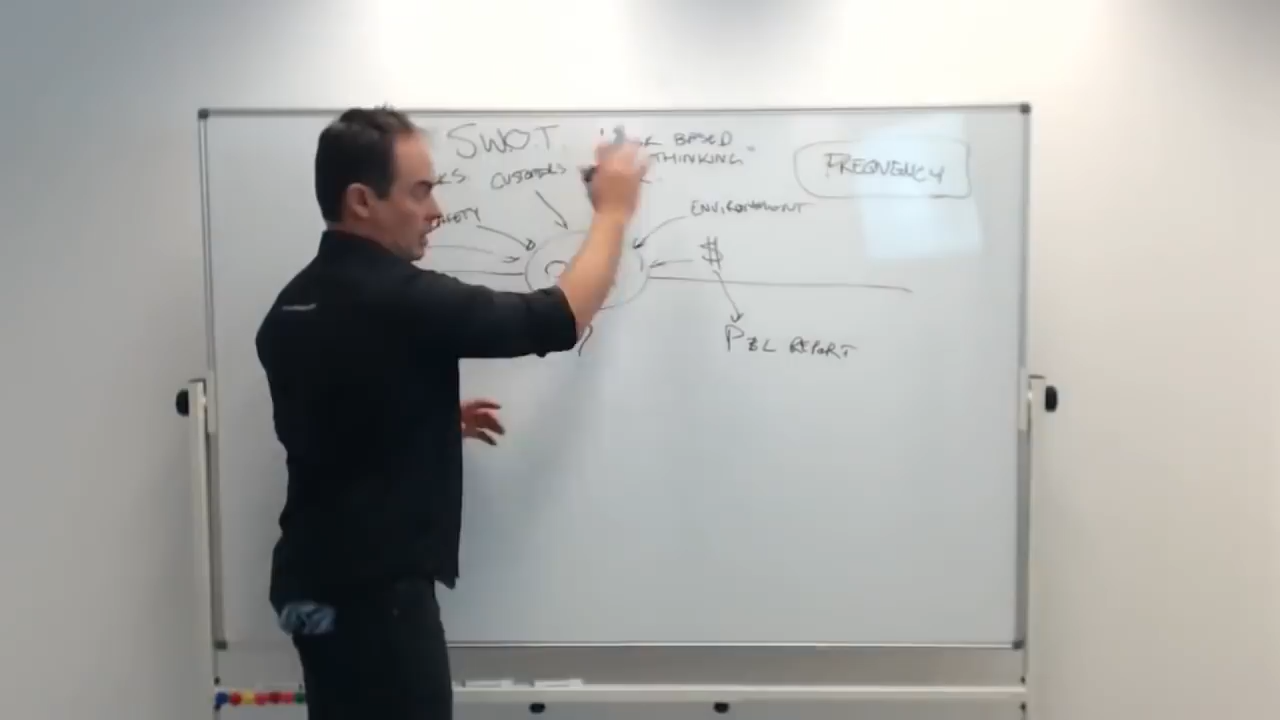 SWOT
BASED
THINKING"
FREQUENCY
CUSTOMERS
ENVIRONMENT
$
?
P&L REPORT